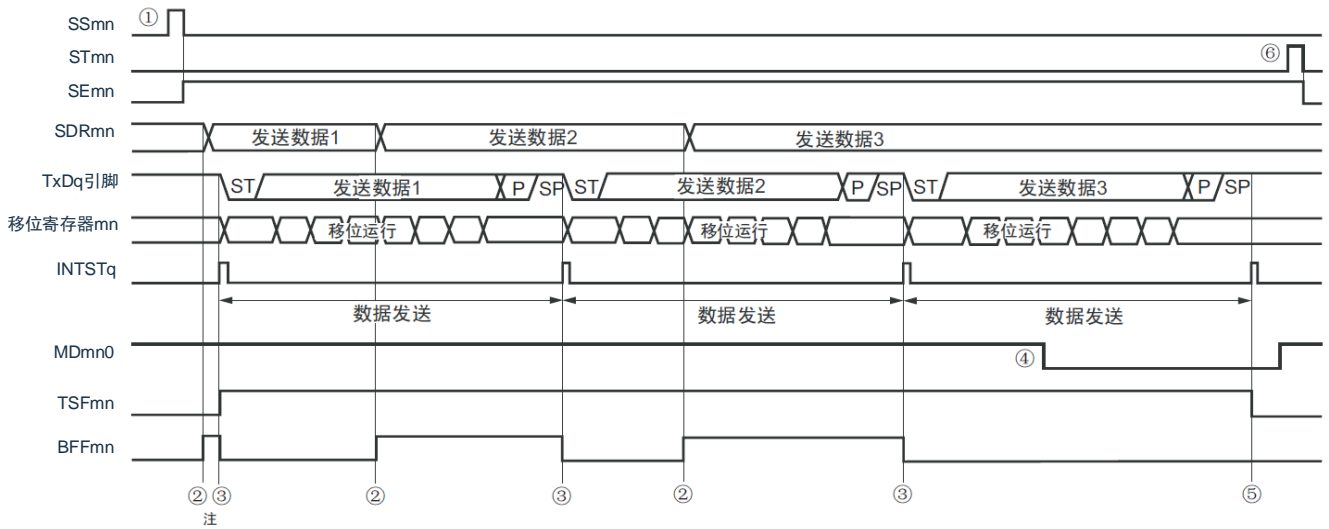 SSmn ①
STmn ⑥
SEmn
SDRmn 发送数据1 发送数据2 发送数据3
TxDq引脚 ST 发送数据1 P SP ST 发送数据2 P SP ST 发送数据3 P SP
移位寄存器mn 移位运行 移位运行 移位运行
INTSTq
数据发送 数据发送 数据发送
MDmn0 ④
TSFmn
BFFmn
② ③ ② ③ ② ③ ⑤
注